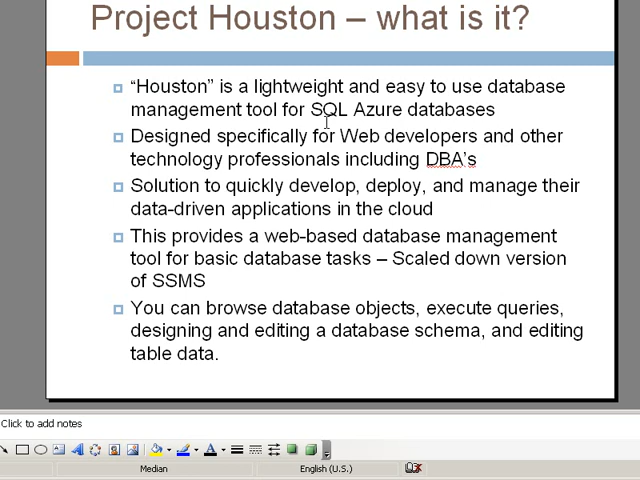 Project Houston – what is it?
“Houston” is a lightweight and easy to use database
management tool for SQL Azure databases
Designed specifically for Web developers and other
technology professionals including DBA’s
Solution to quickly develop, deploy, and manage their
data-driven applications in the cloud
This provides a web-based database management
tool for basic database tasks – Scaled down version
of SSMS
You can browse database objects, execute queries,
designing and editing a database schema, and editing
table data.
Click to add notes
Median English (U.S.)